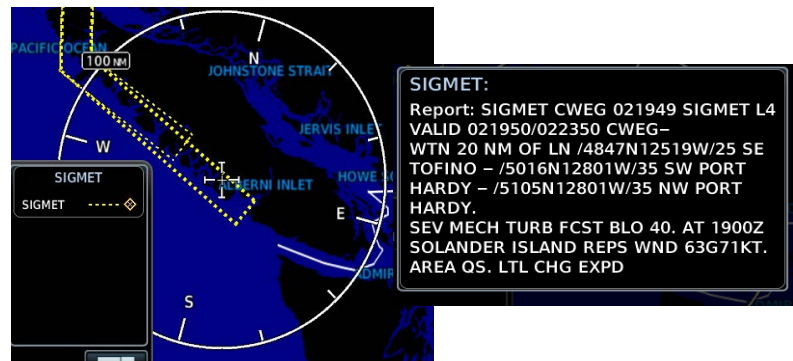 PACIFIC OCEAN
100 NM
N
JOHNSTONE STRAIT
JERVIS INLET
W
ALBERNI INLET
HOWE SO
E
SIGMET
SIGMET
S
ADMIR
SIGMET:
Report: SIGMET CWEG 021949 SIGMET L4
VALID 021950/022350 CWEG–
WTN 20 NM OF LN /4847N12519W/25 SE
TOFINO – /5016N12801W/35 SW PORT
HARDY – /5105N12801W/35 NW PORT
HARDY.
SEV MECH TURB FCST BLO 40. AT 1900Z
SOLANDER ISLAND REPS WND 63G71KT.
AREA QS. LTL CHG EXPD